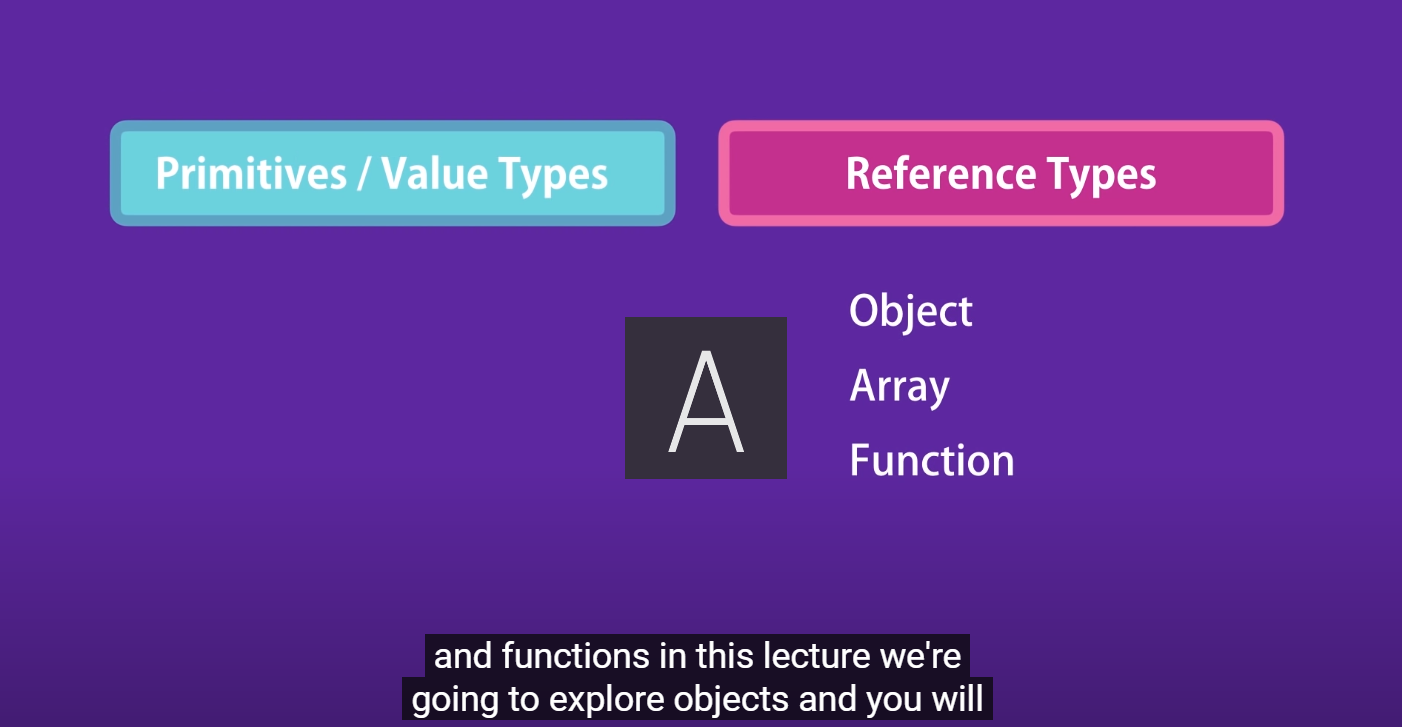 Primitives / Value Types
Reference Types
Object
A
Array
Function
and functions in this lecture we're
going to explore objects and you will